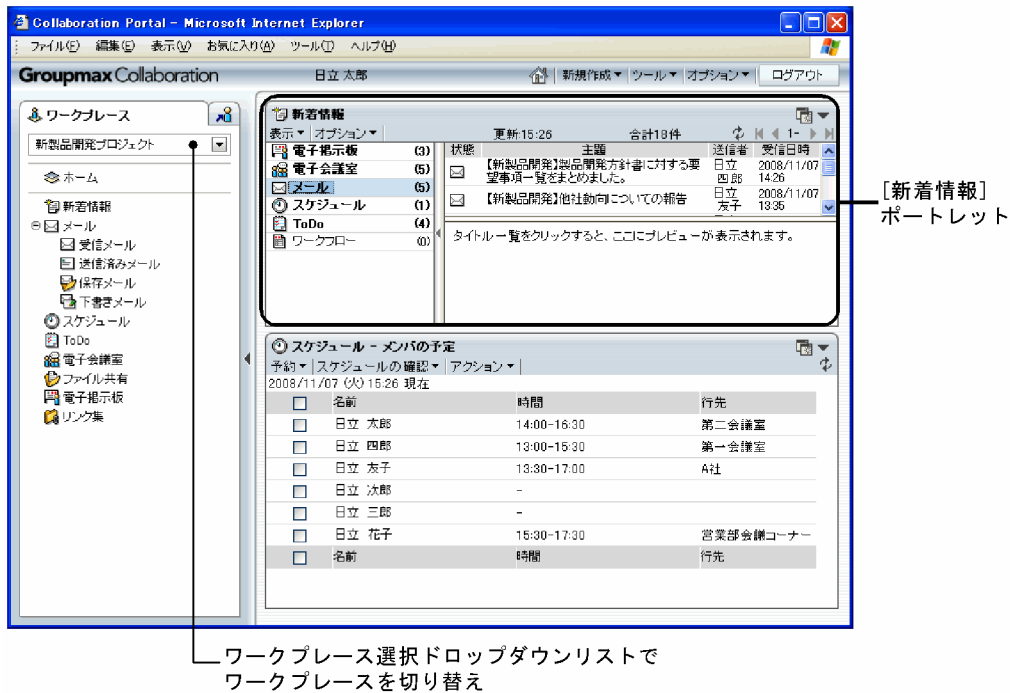 Collaboration Portal - Microsoft Internet Explorer
ファイル(F) 編集(E) 表示(V) お気に入り(A) ツール(T) ヘルプ(H)
Groupmax Collaboration 日立 太郎 新規作成▼ ツール▼ オプション▼ ログアウト
ワークプレース
新製品開発プロジェクト
ホーム
新着情報
メール
受信メール
送信済みメール
保存メール
下書きメール
スケジュール
ToDo
電子会議室
ファイル共有
電子掲示板
リンク集
新着情報
表示▼ オプション▼ 更新:15:26 合計18件 1-
電子掲示板 (3)
電子会議室 (5)
メール (5)
スケジュール (1)
ToDo (4)
ワークフロー (0)
状態 主題 送信者 受信日時
【新製品開発】製品開発方針書に対する要 日立 2008/11/07
望事項一覧をまとめました。 四郎 14:26
【新製品開発】他社動向についての報告 日立 2008/11/07
友子 13:35
タイトル一覧をクリックすると、ここにプレビューが表示されます。
スケジュール - メンバの予定
予約▼ スケジュールの確認▼ アクション▼
2008/11/07 (火) 15:26 現在
名前 時間 行先
日立 太郎 14:00-16:30 第二会議室
日立 四郎 13:00-15:30 第一会議室
日立 友子 13:30-17:00 A社
日立 次郎 -
日立 三郎 -
日立 花子 15:30-17:30 営業部会議コーナー
名前 時間 行先
[新着情報]
ポートレット
ワークプレース選択ドロップダウンリストで
ワークプレースを切り替え